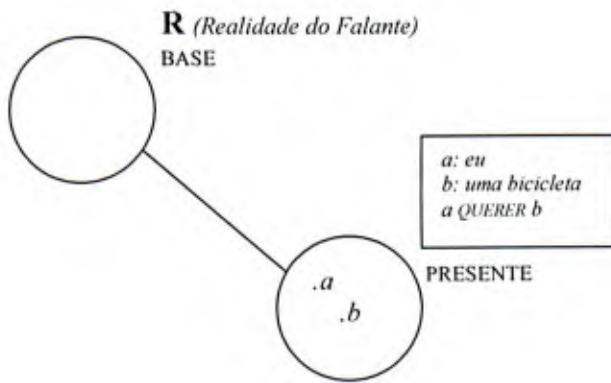 R (Realidade do Falante)
BASE
a: eu
b: uma bicicleta
a QUERER b
PRESENTE
.a
.b